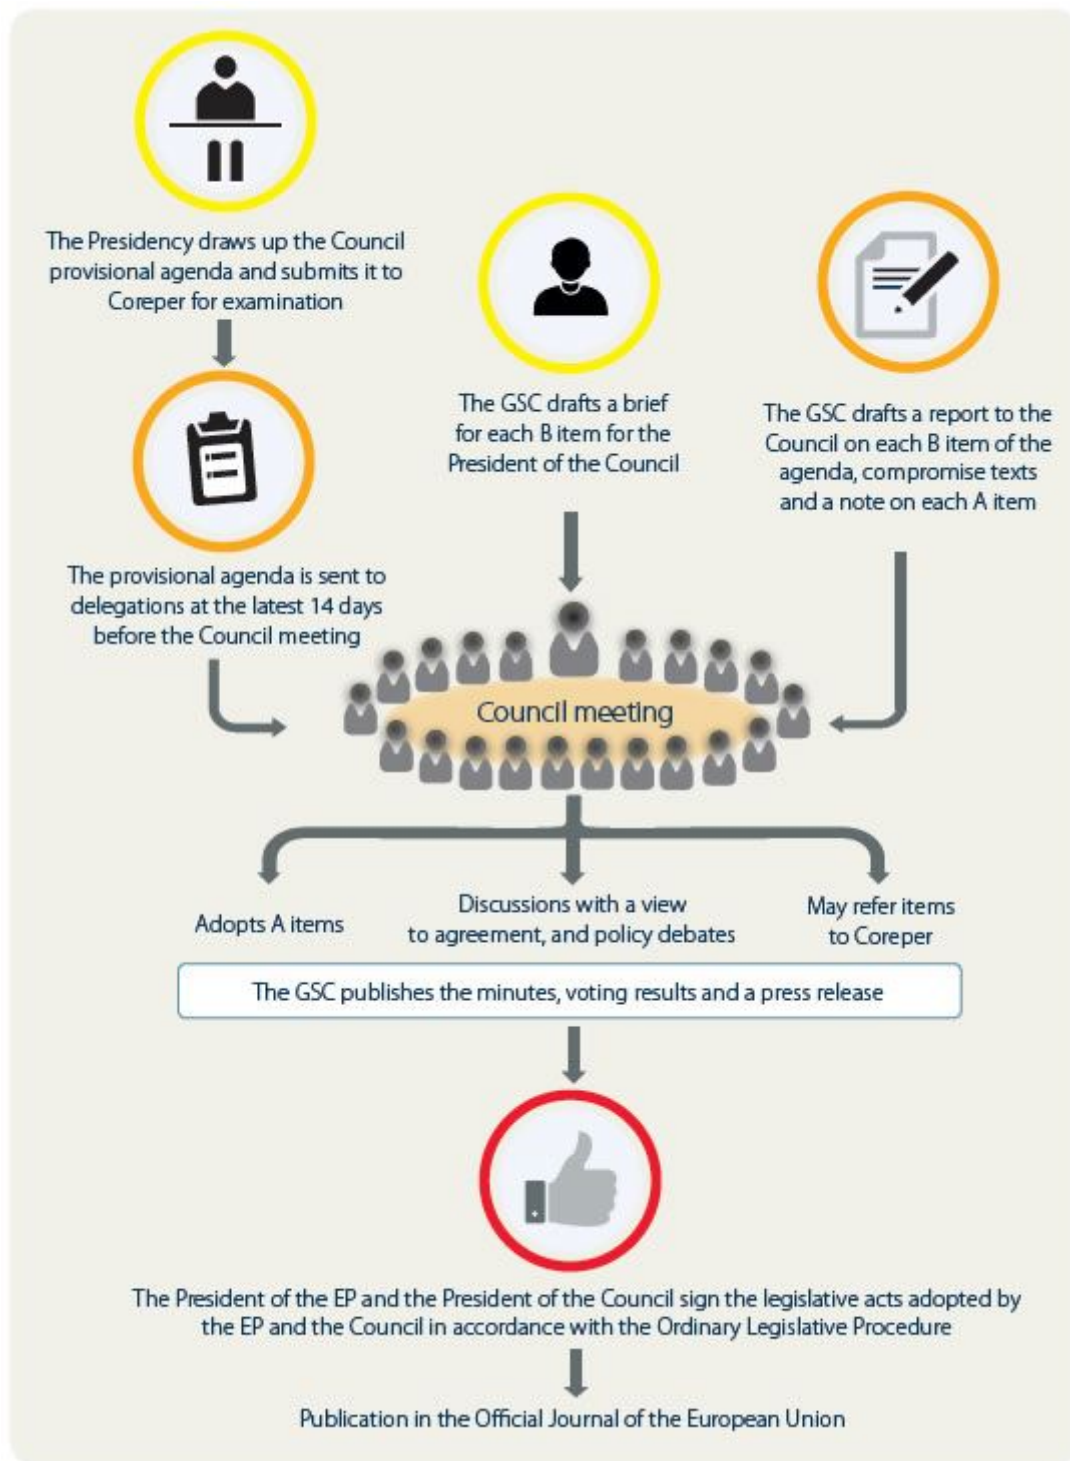 The Presidency draws up the Council
provisional agenda and submits it to
Coreper for examination
The provisional agenda is sent to
delegations at the latest 14 days
before the Council meeting
The GSC drafts a brief
for each B item for the
President of the Council
The GSC drafts a report to the
Council on each B item of the
agenda, compromise texts
and a note on each A item
Council meeting
Adopts A items
Discussions with a view
to agreement, and policy debates
May refer items
to Coreper
The GSC publishes the minutes, voting results and a press release
The President of the EP and the President of the Council sign the legislative acts adopted by
the EP and the Council in accordance with the Ordinary Legislative Procedure
Publication in the Official Journal of the European Union